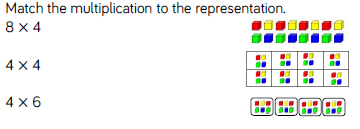 Match the multiplication to the representation.
8 × 4
4 × 4
4 × 6